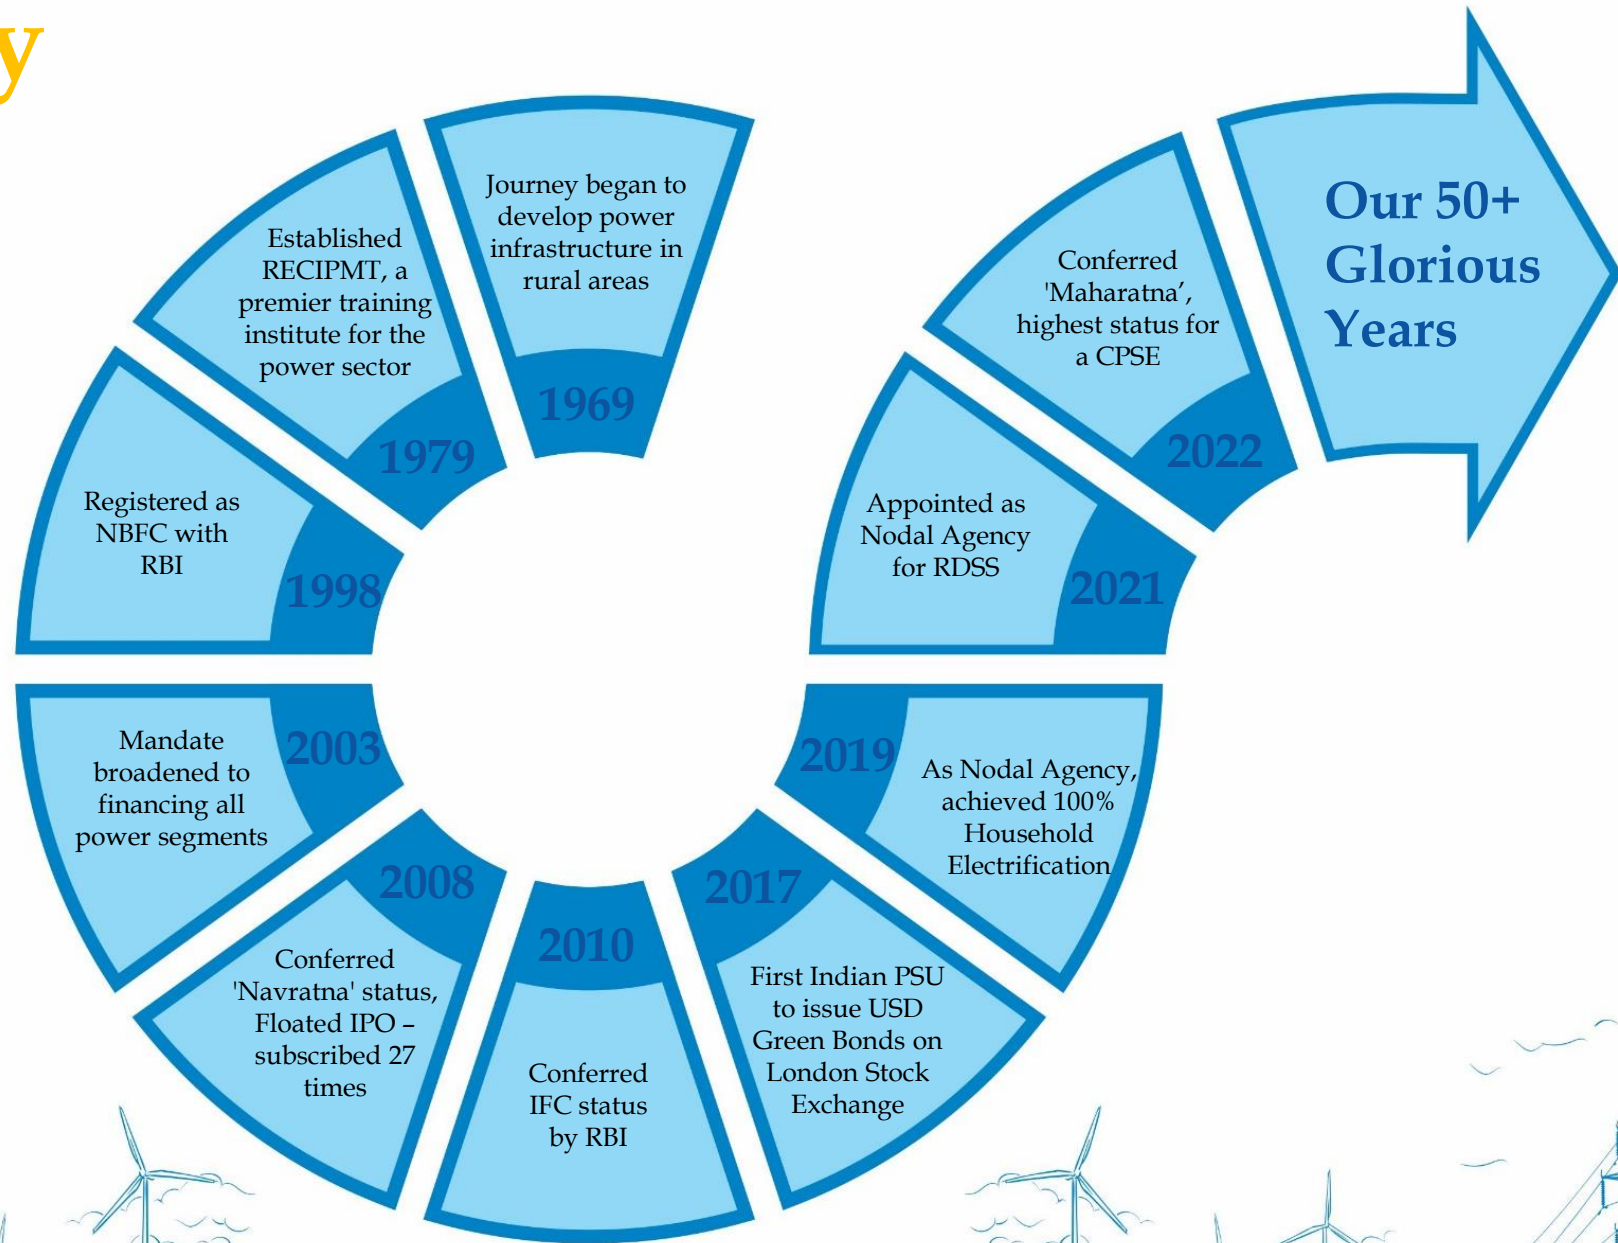 y
Journey began to
develop power
infrastructure in
rural areas
1969
Established
RECIPMT, a
premier training
institute for the
power sector
1979
Registered as
NBFC with
RBI
1998
Mandate
broadened to
financing all
power segments
2003
Conferred
'Navratna' status,
Floated IPO –
subscribed 27
times
2008
Conferred
IFC status
by RBI
2010
First Indian PSU
to issue USD
Green Bonds on
London Stock
Exchange
2017
As Nodal Agency,
achieved 100%
Household
Electrification
2019
Appointed as
Nodal Agency
for RDSS
2021
Conferred
'Maharatna’,
highest status for
a CPSE
2022
Our 50+
Glorious
Years